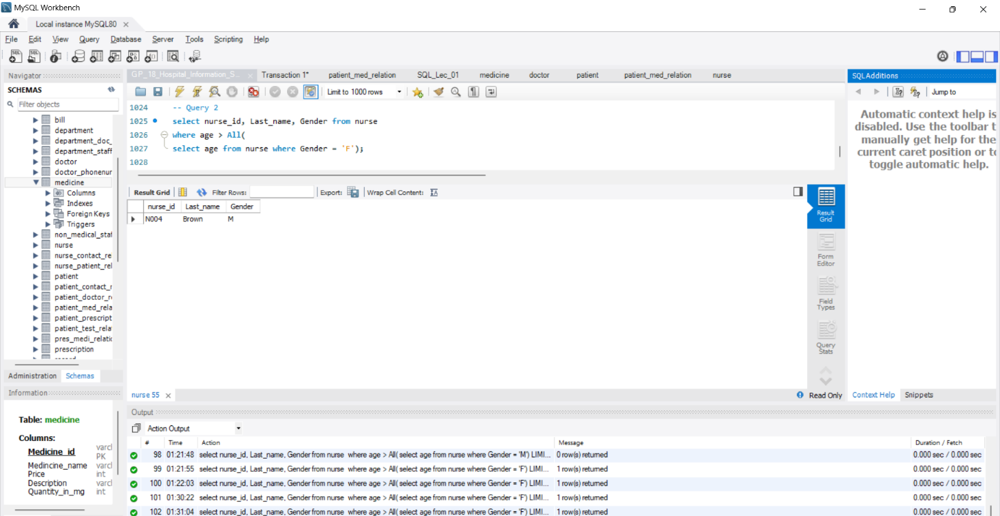 MySQL Workbench
Local instance MySQL80
File Edit View Query Database Server Tools Scripting Help
Navigator
SCHEMAS
Filter objects
bill
department
department_doc_
department_staff
doctor
doctor_phonenur
medicine
Columns
Indexes
Foreign Keys
Triggers
non_medical_staf
nurse
nurse_contact_re
nurse_patient_rel
patient
patient_contact_r
patient_doctor_re
patient_med_rela
patient_prescript
patient_test_rela
pres_medi_relatio
prescription
record
Administration Schemas
Information
Table: medicine
Columns:
Medicine_id varcl
PK
Medincine_name varcl
Price int
Description varcl
Quantity_in_mg int
GP_18_Hospital_Information_S... Transaction 1* patient_med_relation SQL_Lec_01 medicine doctor patient patient_med_relation nurse
Limit to 1000 rows
1024 -- Query 2
1025 select nurse_id, Last_name, Gender from nurse
1026 where age > All(
1027 select age from nurse where Gender = 'F');
1028
Result Grid Filter Rows: Export: Wrap Cell Content:
nurse_id Last_name Gender
N004 Brown M
Result
Grid
Form
Editor
Field
Types
Query
Stats
nurse 55 Read Only
SQLAdditions
Jump to
Automatic context help is
disabled. Use the toolbar t
manually get help for the
current caret position or to
toggle automatic help.
Context Help Snippets
Output
Action Output
# Time Action Message Duration / Fetch
98 01:21:48 select nurse_id, Last_name, Gender from nurse where age > All( select age from nurse where Gender = 'M') LIMI... 0 row(s) returned 0.000 sec / 0.000 sec
99 01:21:55 select nurse_id, Last_name, Gender from nurse where age > All( select age from nurse where Gender = 'F') LIMI... 1 row(s) returned 0.000 sec / 0.000 sec
100 01:22:03 select nurse_id, Last_name, Gender from nurse where age > All( select age from nurse where Gender = 'F') LIMI... 1 row(s) returned 0.000 sec / 0.000 sec
101 01:30:22 select nurse_id, Last_name, Gender from nurse where age > All( select age from nurse where Gender = 'F') LIMI... 1 row(s) returned 0.000 sec / 0.000 sec
102 01:31:04 select nurse_id, Last_name, Gender from nurse where age > All( select age from nurse where Gender = 'F') LIMI... 1 row(s) returned 0.000 sec / 0.000 sec